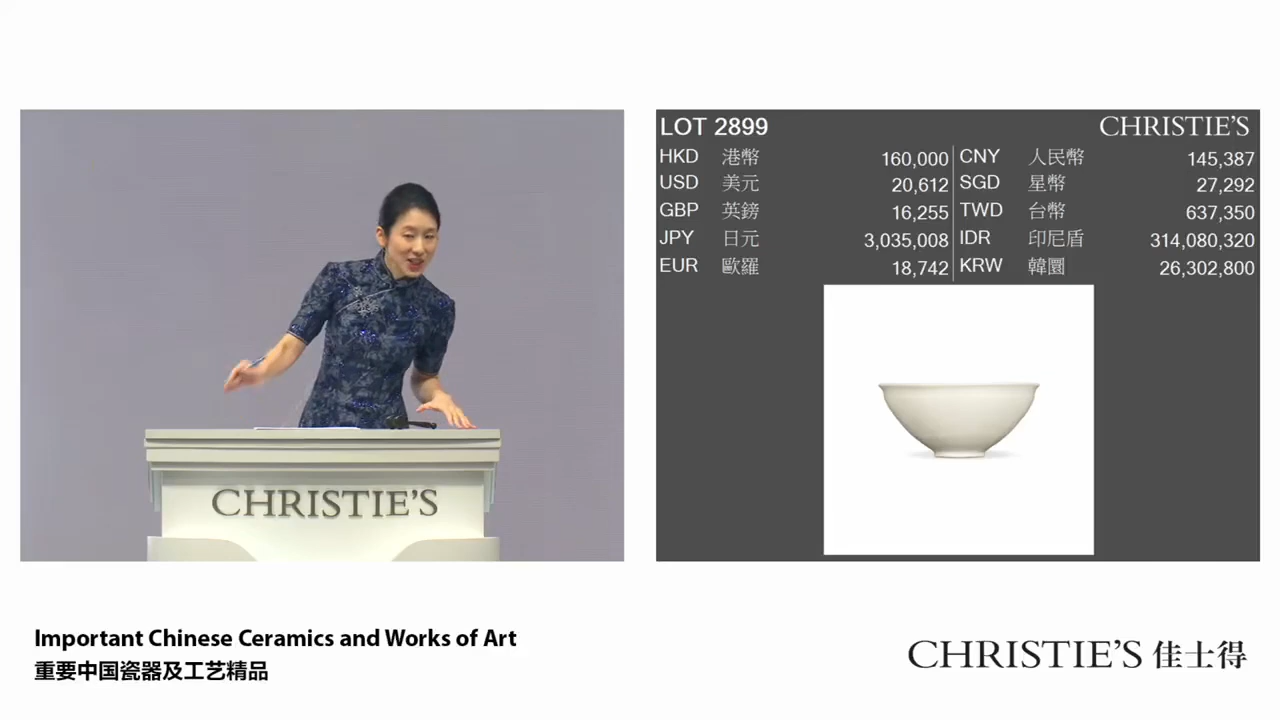 CHRISTIE'S
LOT 2899 CHRISTIE'S
HKD 港幣 160,000 CNY 人民幣 145,387
USD 美元 20,612 SGD 星幣 27,292
GBP 英鎊 16,255 TWD 台幣 637,350
JPY 日元 3,035,008 IDR 印尼盾 314,080,320
EUR 歐羅 18,742 KRW 韓圜 26,302,800
Important Chinese Ceramics and Works of Art
重要中国瓷器及工艺精品
CHRISTIE'S 佳士得